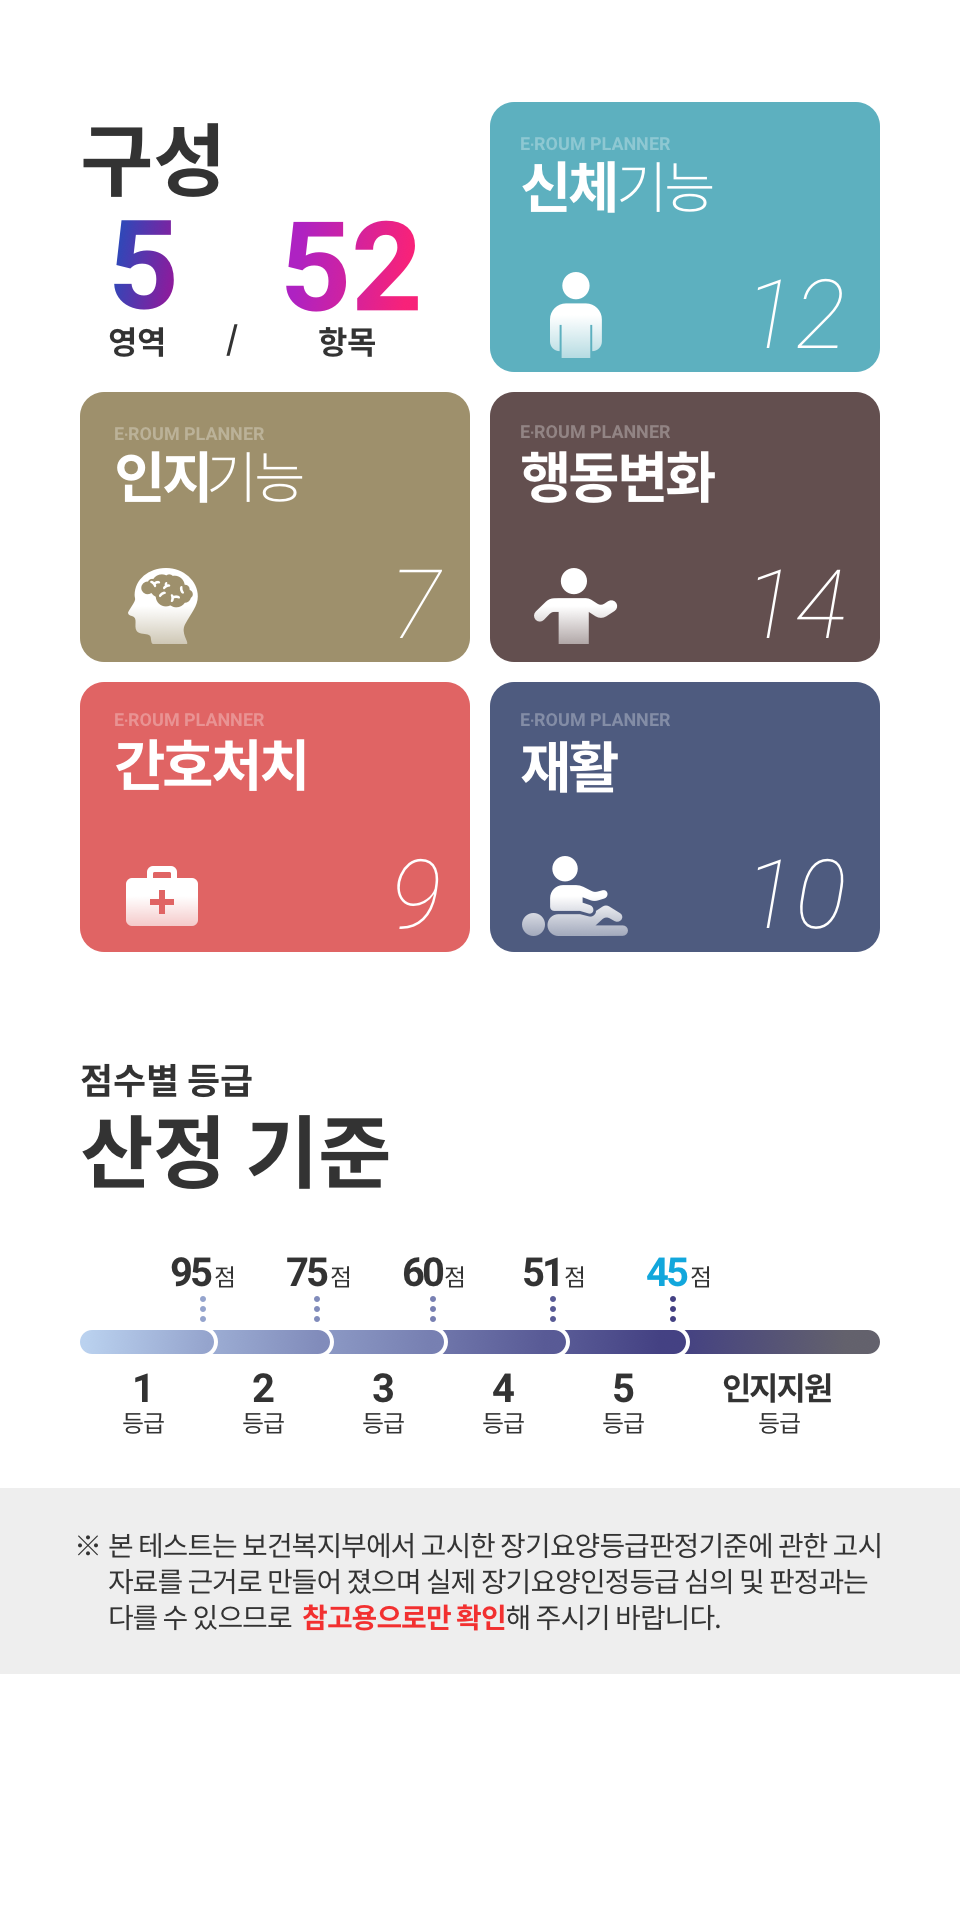 구성
5 52
영역 / 항목
E·ROUM PLANNER
신체기능
12
E·ROUM PLANNER
인지기능
7
E·ROUM PLANNER
행동변화
14
E·ROUM PLANNER
간호처치
9
E·ROUM PLANNER
재활
10
점수별 등급
산정 기준
95점 75점 60점 51점 45점
1 2 3 4 5 인지지원
등급 등급 등급 등급 등급 등급
※ 본 테스트는 보건복지부에서 고시한 장기요양등급판정기준에 관한 고시
자료를 근거로 만들어 졌으며 실제 장기요양인정등급 심의 및 판정과는
다를 수 있으므로 참고용으로만 확인해 주시기 바랍니다.